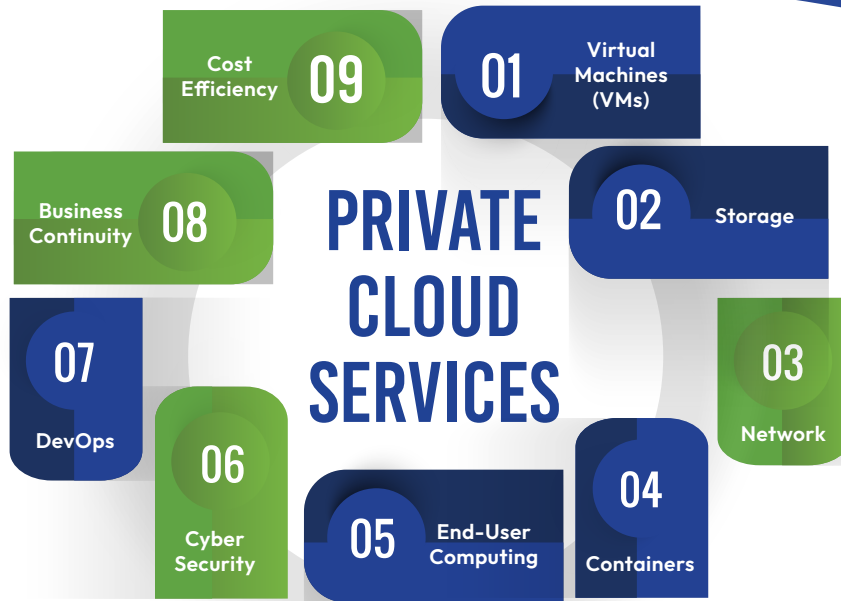 PRIVATE
CLOUD
SERVICES
01
Virtual
Machines
(VMs)
02
Storage
03
Network
04
Containers
05
End-User
Computing
06
Cyber
Security
07
DevOps
08
Business
Continuity
09
Cost
Efficiency